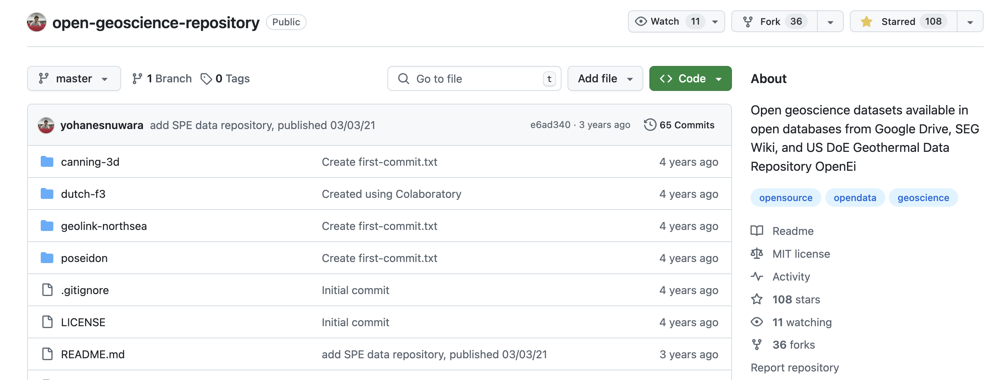 open-geoscience-repository Public Watch 11 Fork 36 Starred 108
master 1 Branch 0 Tags Go to file t Add file Code
yohanesnuwara add SPE data repository, published 03/03/21 e6ad340 · 3 years ago 65 Commits
canning-3d Create first-commit.txt 4 years ago
dutch-f3 Created using Colaboratory 4 years ago
geolink-northsea Create first-commit.txt 4 years ago
poseidon Create first-commit.txt 4 years ago
.gitignore Initial commit 4 years ago
LICENSE Initial commit 4 years ago
README.md add SPE data repository, published 03/03/21 3 years ago
About
Open geoscience datasets available in
open databases from Google Drive, SEG
Wiki, and US DoE Geothermal Data
Repository OpenEi
opensource opendata geoscience
Readme
MIT license
Activity
108 stars
11 watching
36 forks
Report repository